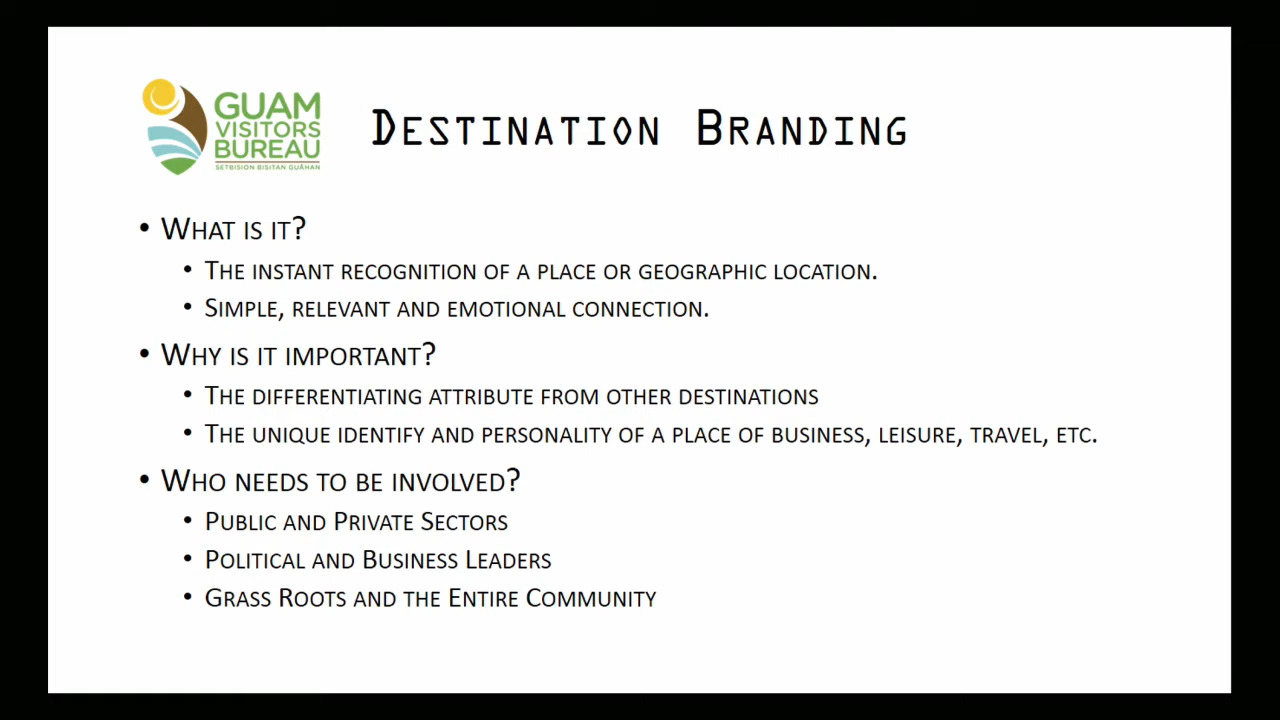 GUAM
VISITORS
BUREAU
SETBISION BISITAN GUÅHAN
DESTINATION BRANDING
• WHAT IS IT?
• THE INSTANT RECOGNITION OF A PLACE OR GEOGRAPHIC LOCATION.
• SIMPLE, RELEVANT AND EMOTIONAL CONNECTION.
• WHY IS IT IMPORTANT?
• THE DIFFERENTIATING ATTRIBUTE FROM OTHER DESTINATIONS
• THE UNIQUE IDENTIFY AND PERSONALITY OF A PLACE OF BUSINESS, LEISURE, TRAVEL, ETC.
• WHO NEEDS TO BE INVOLVED?
• PUBLIC AND PRIVATE SECTORS
• POLITICAL AND BUSINESS LEADERS
• GRASS ROOTS AND THE ENTIRE COMMUNITY